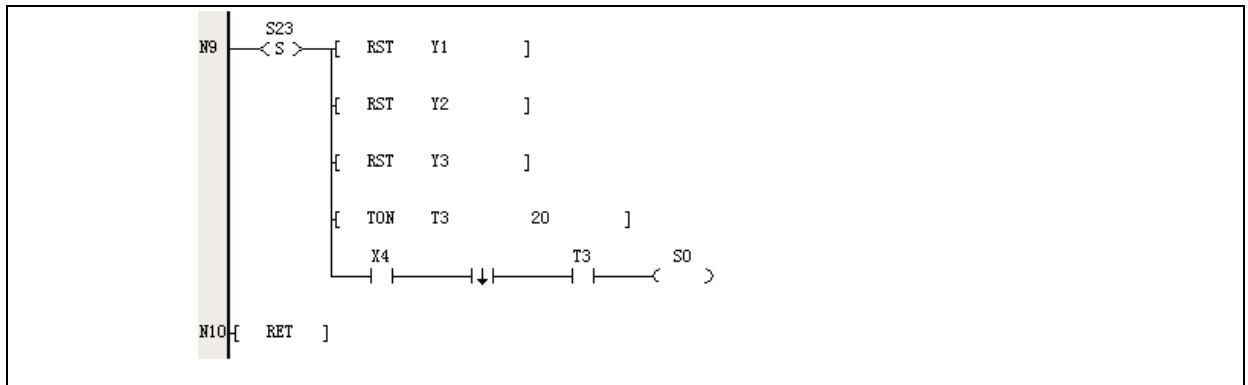 S23
N9 < S > [ RST Y1 ]
[ RST Y2 ]
[ RST Y3 ]
[ TON T3 20 ]
X4 T3 S0
N10 [ RET ]